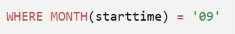 WHERE MONTH(starttime) = '09'